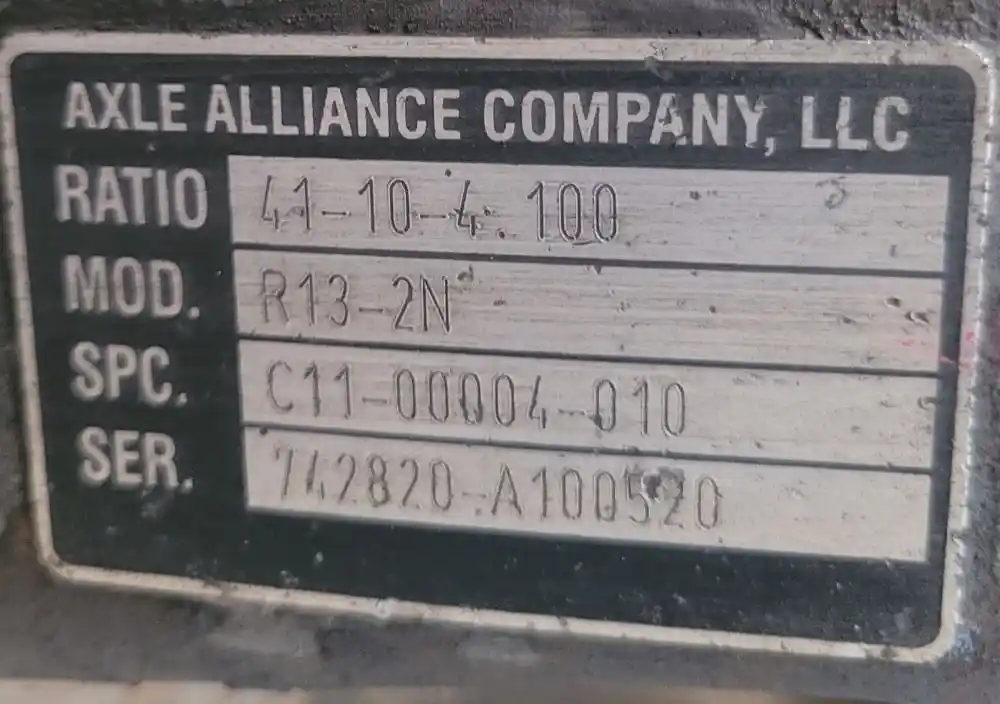 AXLE ALLIANCE COMPANY, LLC
RATIO 41-10-4.100
MOD. R13-2N
SPC. C11-00004-010
SER. 742820-A100520